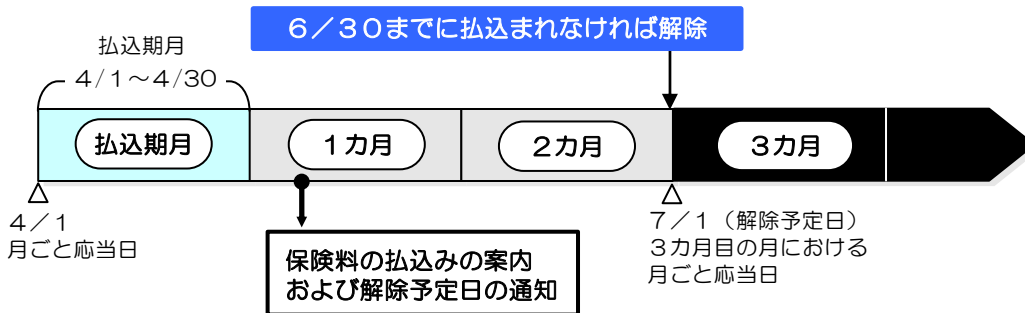 6／30までに払込まれなければ解除
払込期月
4/1～4/30
払込期月
1カ月
2カ月
3カ月
4／1
月ごと応当日
保険料の払込みの案内
および解除予定日の通知
7／1（解除予定日）
3カ月目の月における
月ごと応当日